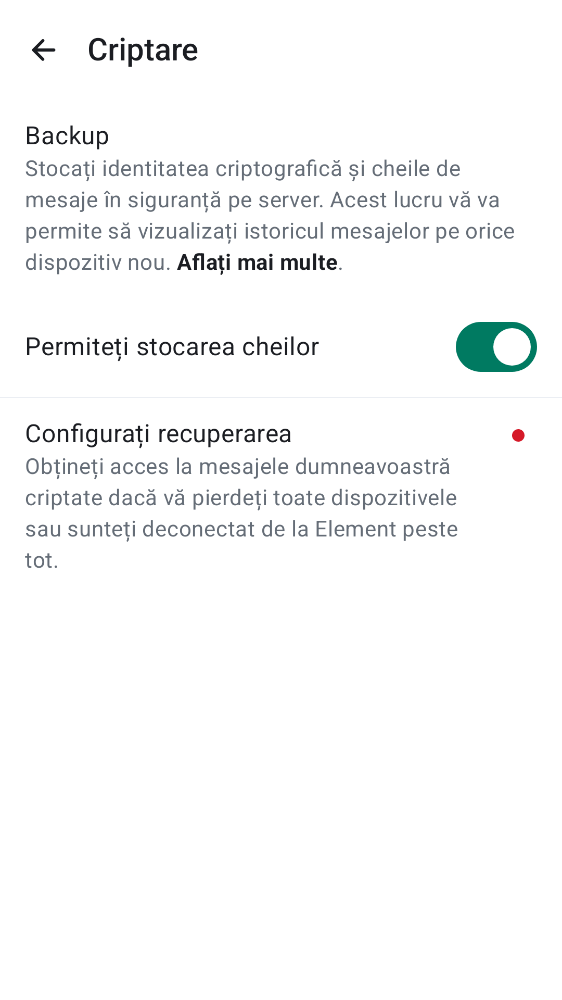 Criptare
Backup
Stocați identitatea criptografică și cheile de
mesaje în siguranță pe server. Acest lucru vă va
permite să vizualizați istoricul mesajelor pe orice
dispozitiv nou. Aflați mai multe.
Permiteți stocarea cheilor
Configurați recuperarea
Obțineți acces la mesajele dumneavoastră
criptate dacă vă pierdeți toate dispozitivele
sau sunteți deconectat de la Element peste
tot.